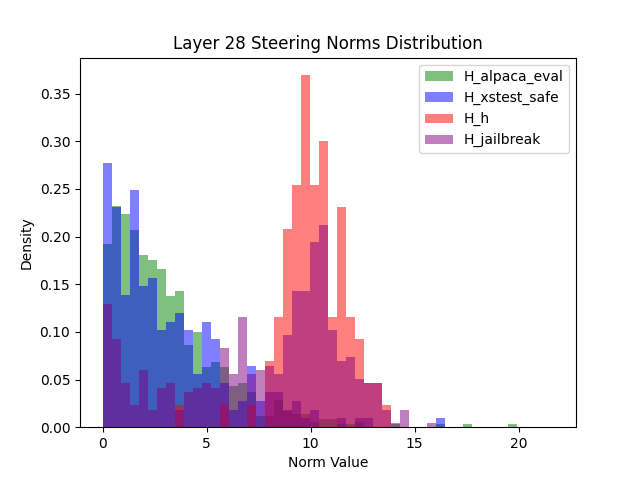 Layer 28 Steering Norms Distribution
H_alpaca_eval
H_xstest_safe
H_h
H_jailbreak
0.35
0.30
0.25
0.20
0.15
0.10
0.05
0.00
Density
0 5 10 15 20
Norm Value